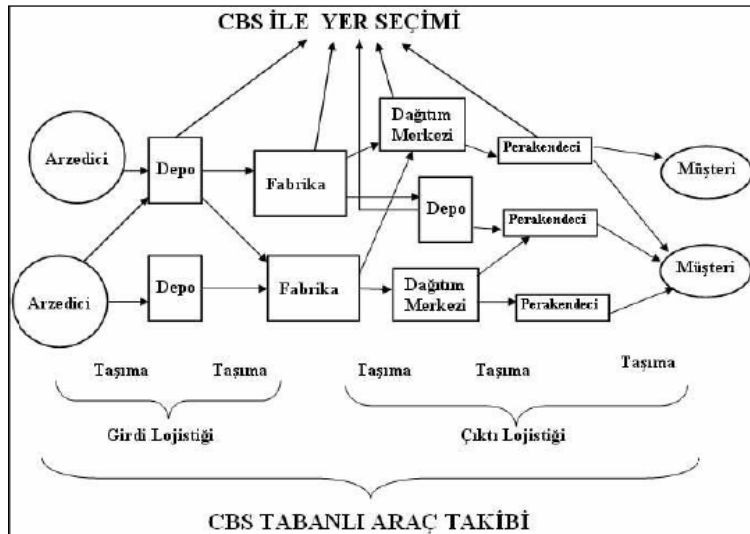 CBS İLE YER SEÇİMİ
Dağıtım
Merkezi
Arzedici
Depo
Fabrika
Perakendeci
Müşteri
Depo
Perakendeci
Arzedici
Depo
Fabrika
Dağıtım
Merkezi
Perakendeci
Müşteri
Taşıma
Taşıma
Taşıma
Taşıma
Taşıma
Girdi Lojistiği
Çıktı Lojistiği
CBS TABANLI ARAÇ TAKİBİ